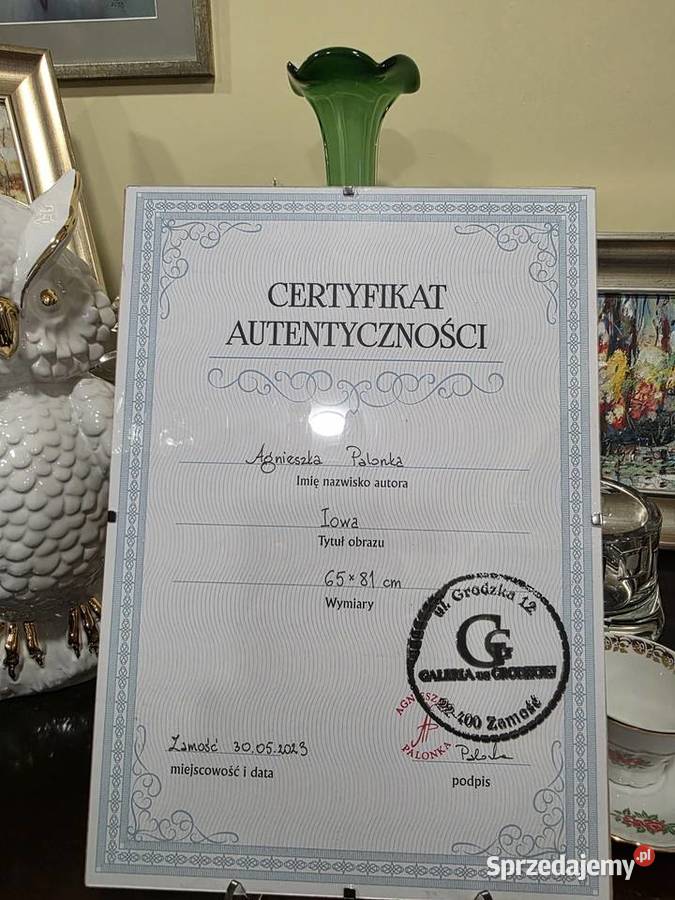 CERTYFIKAT
AUTENTYCZNOŚCI
Agnieszka Palonka
Imię nazwisko autora
Iowa
Tytuł obrazu
65 × 81 cm
Wymiary
ul. Grodzka 12
GG
GALERIA na GRODZKIEJ
22-400 Zamość
AGNIESZKA
PALONKA
Zamość 30.05.2023
miejscowość i data
Palonka
podpis
Sprzedajemy.pl